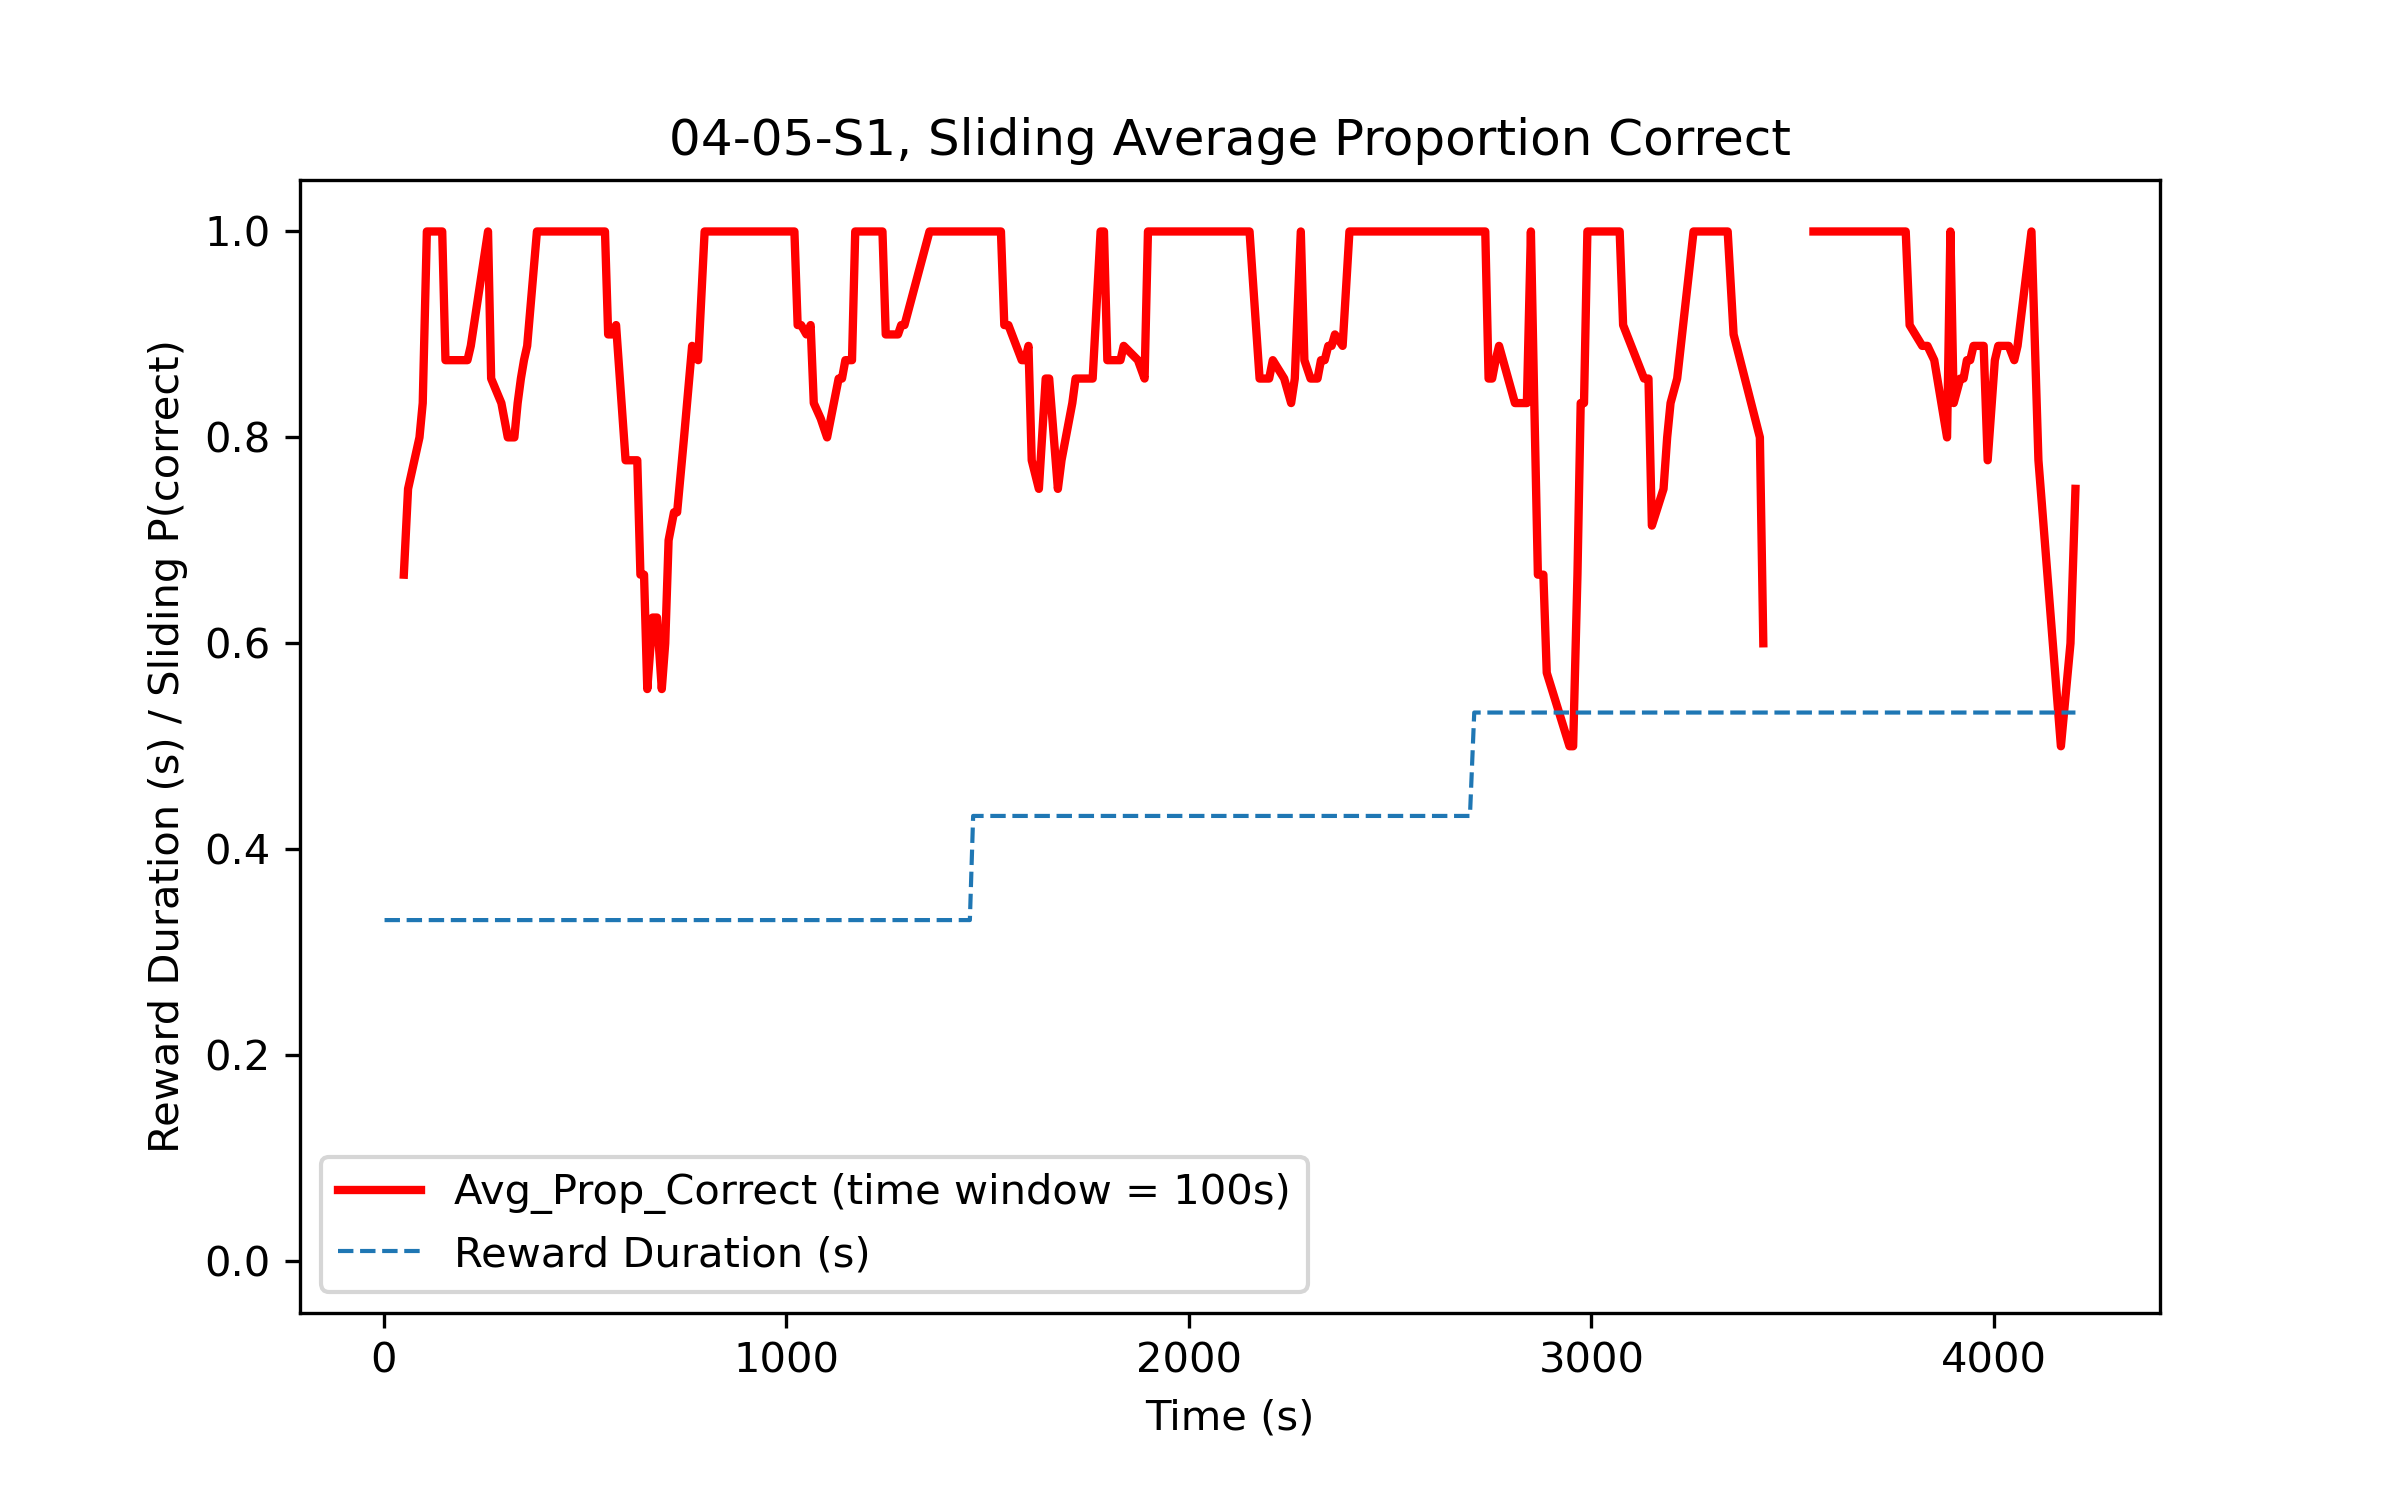 04-05-S1, Sliding Average Proportion Correct
Reward Duration (s) / Sliding P(correct)
1.0
0.8
0.6
0.4
0.2
0.0
Avg_Prop_Correct (time window = 100s)
Reward Duration (s)
0 1000 2000 3000 4000
Time (s)